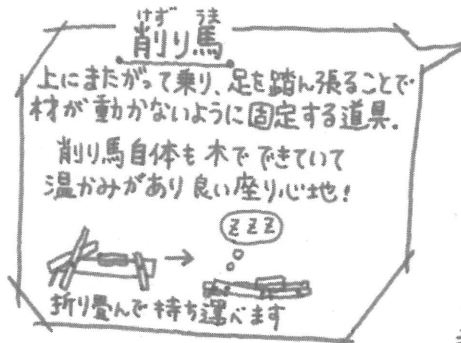 けず うま
削り馬
上にまたがって乗り、足を踏ん張ることで
材が動かないように固定する道具.
削り馬自体も木でできていて
温かみがあり良い座り心地!
ZZZ
折り畳んで持ち運べます